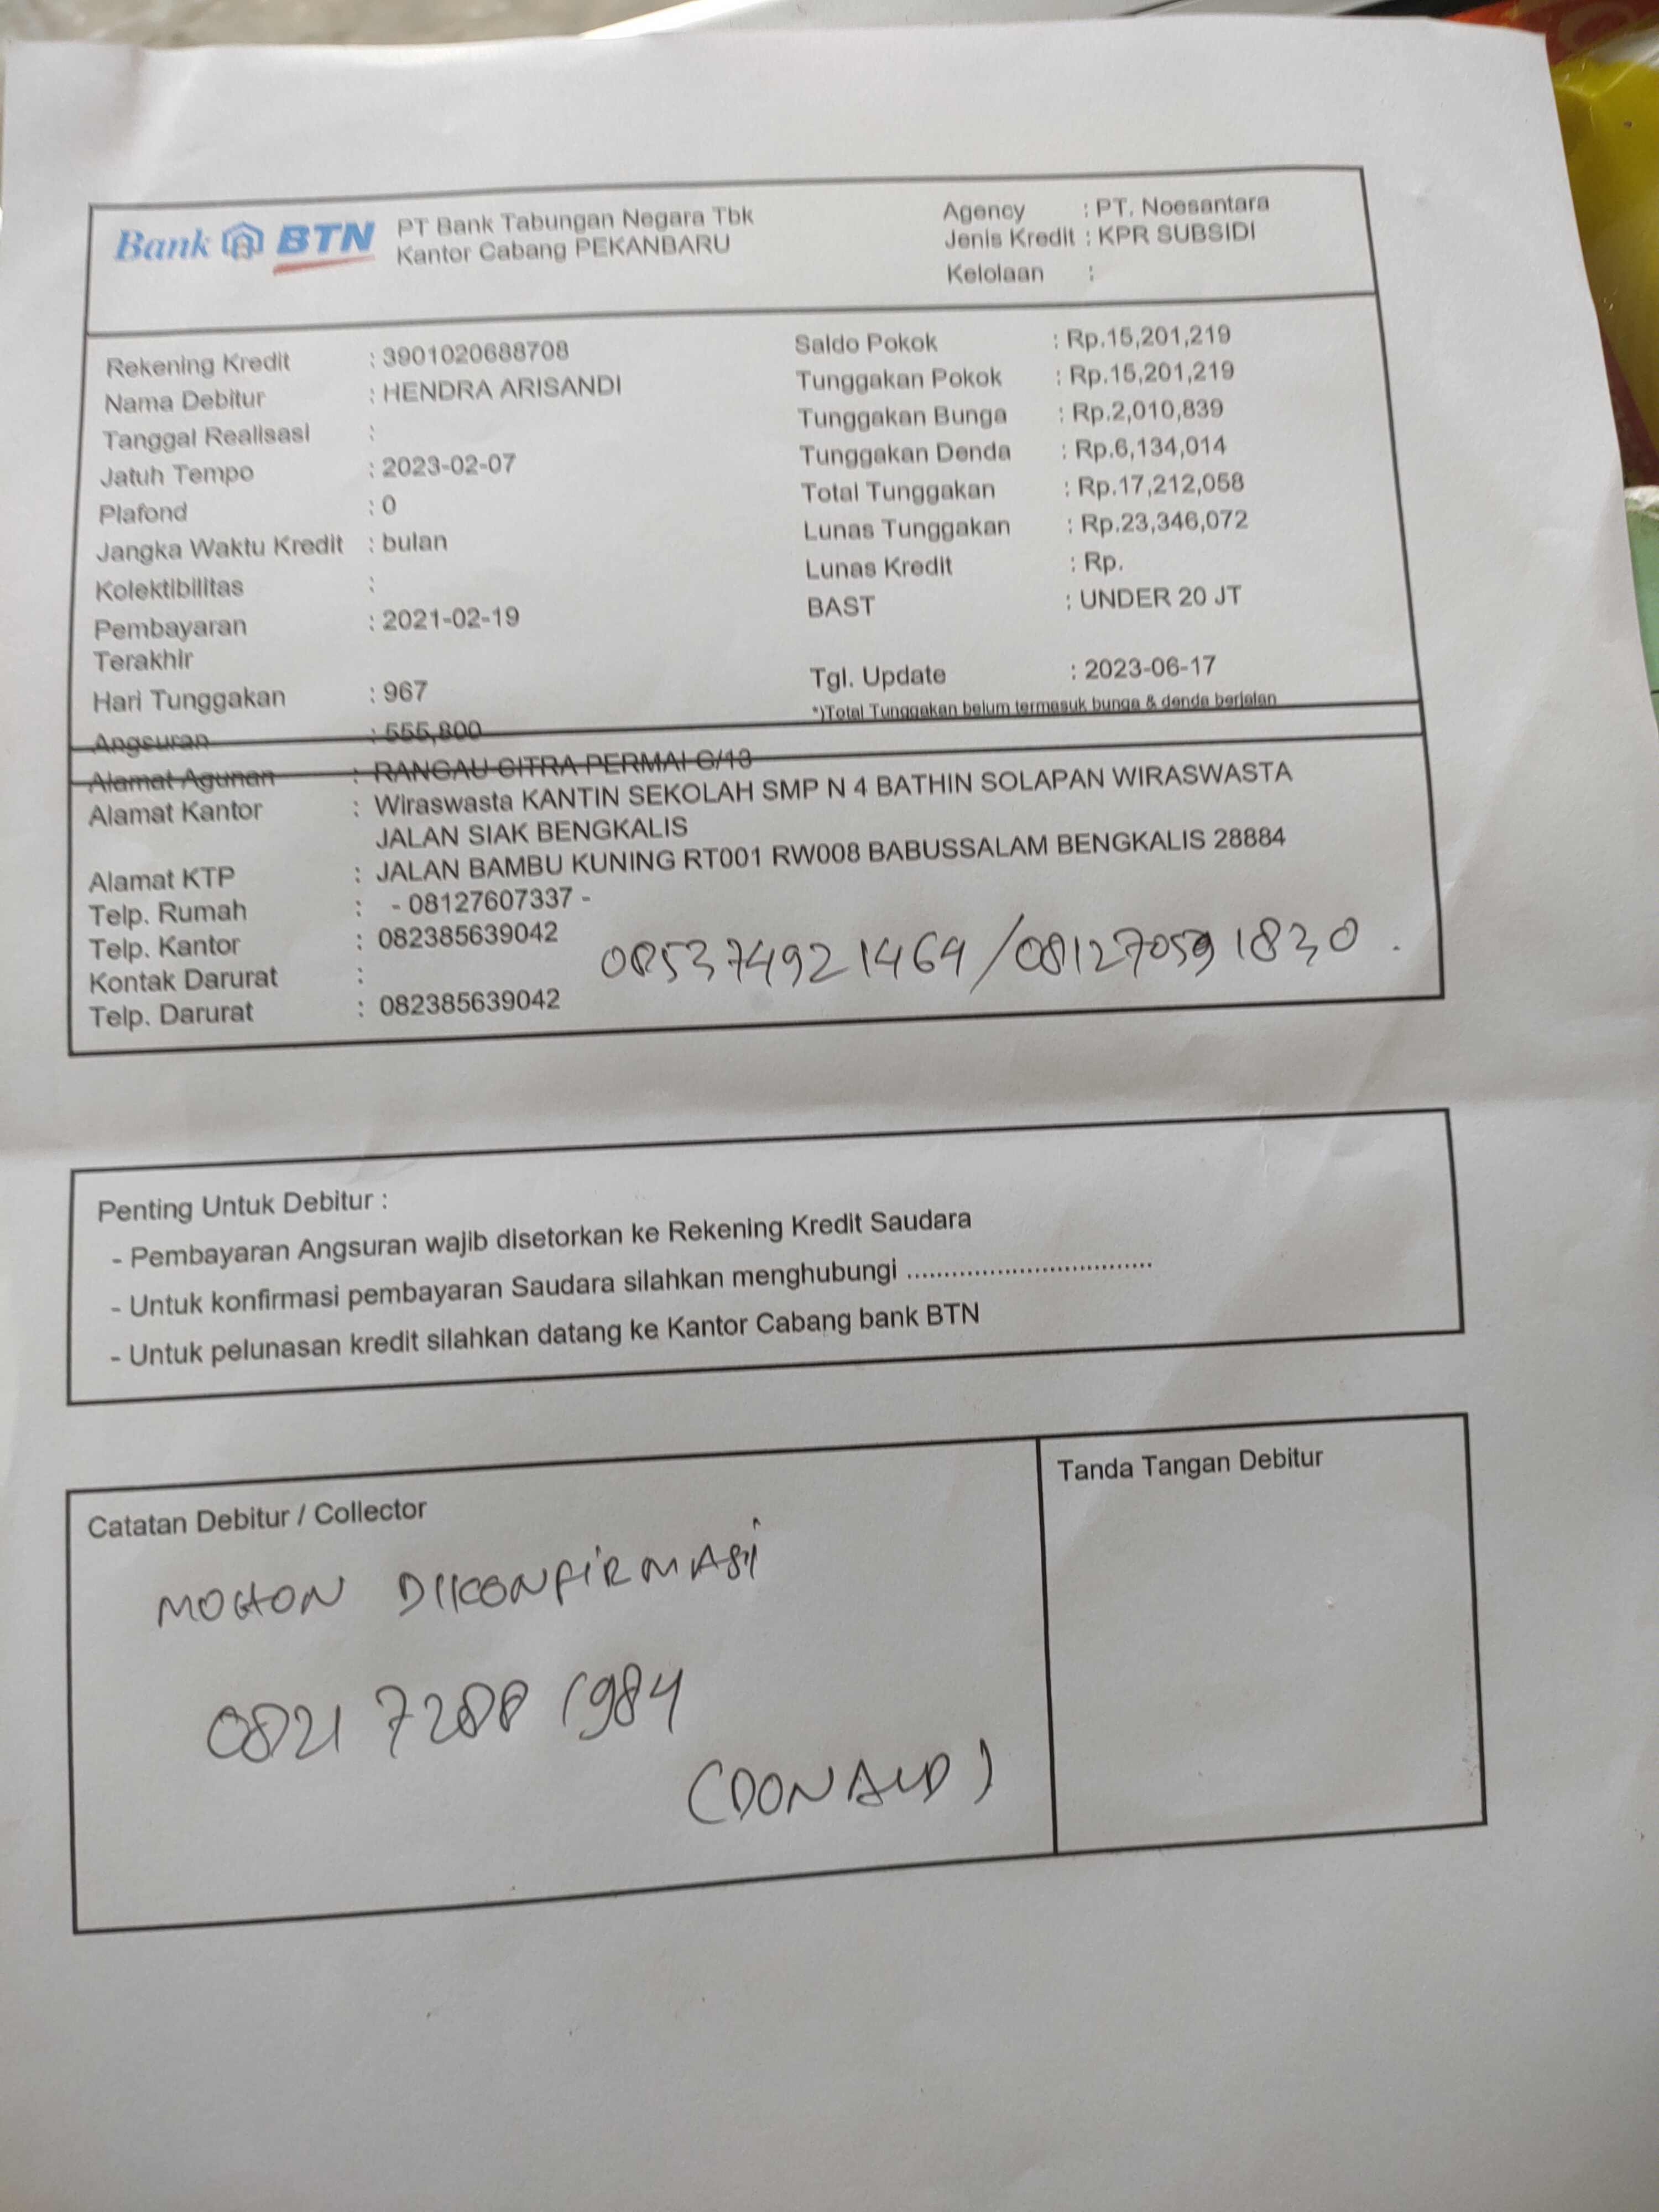 Bank BTN
PT Bank Tabungan Negara Tbk
Kantor Cabang PEKANBARU
Agency : PT. Noesantara
Jenis Kredit : KPR SUBSIDI
Kelolaan :
Rekening Kredit : 3901020688708
Nama Debitur : HENDRA ARISANDI
Tanggal Realisasi :
Jatuh Tempo : 2023-02-07
Plafond : 0
Jangka Waktu Kredit : bulan
Kolektibilitas :
Pembayaran : 2021-02-19
Terakhir
Hari Tunggakan : 967
Angsuran : 555,800
Saldo Pokok : Rp.15,201,219
Tunggakan Pokok : Rp.15,201,219
Tunggakan Bunga : Rp.2,010,839
Tunggakan Denda : Rp.6,134,014
Total Tunggakan : Rp.17,212,058
Lunas Tunggakan : Rp.23,346,072
Lunas Kredit : Rp.
BAST : UNDER 20 JT
Tgl. Update : 2023-06-17
*)Total Tunggakan belum termasuk bunga & denda berjalan
Alamat Agunan : RANGAU CITRA PERMAI G/13
Alamat Kantor : Wiraswasta KANTIN SEKOLAH SMP N 4 BATHIN SOLAPAN WIRASWASTA
JALAN SIAK BENGKALIS
Alamat KTP : JALAN BAMBU KUNING RT001 RW008 BABUSSALAM BENGKALIS 28884
Telp. Rumah : - 08127607337 -
Telp. Kantor : 082385639042
085374921464 / 081270591830.
Kontak Darurat :
Telp. Darurat : 082385639042
Penting Untuk Debitur :
- Pembayaran Angsuran wajib disetorkan ke Rekening Kredit Saudara
- Untuk konfirmasi pembayaran Saudara silahkan menghubungi .................................
- Untuk pelunasan kredit silahkan datang ke Kantor Cabang bank BTN
Catatan Debitur / Collector
Tanda Tangan Debitur
MOHON DIKONFIRMASI
0821 7288 1984
(DONALD)